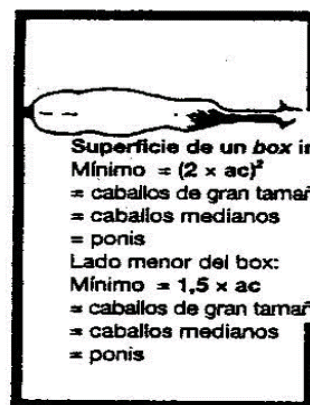 Superficie de un box in
Mínimo = (2 × ac)²
= caballos de gran tamañ
= caballos medianos
= ponis
Lado menor del box:
Mínimo = 1,5 × ac
= caballos de gran tamañ
= caballos medianos
= ponis